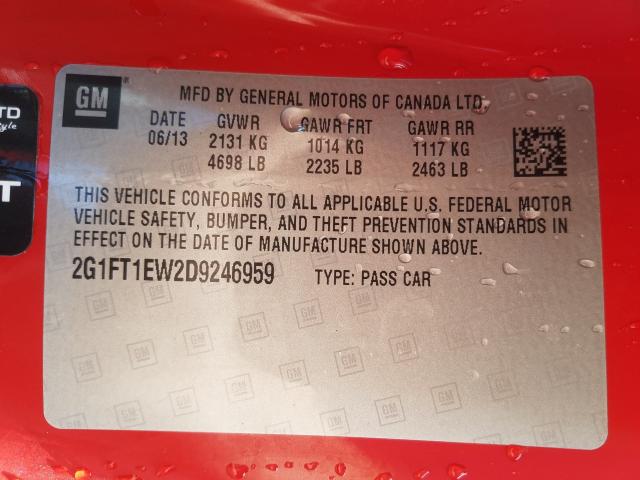 GM
MFD BY GENERAL MOTORS OF CANADA LTD.
DATE GVWR GAWR FRT GAWR RR
06/13 2131 KG 1014 KG 1117 KG
4698 LB 2235 LB 2463 LB
THIS VEHICLE CONFORMS TO ALL APPLICABLE U.S. FEDERAL MOTOR
VEHICLE SAFETY, BUMPER, AND THEFT PREVENTION STANDARDS IN
EFFECT ON THE DATE OF MANUFACTURE SHOWN ABOVE.
2G1FT1EW2D9246959 TYPE: PASS CAR